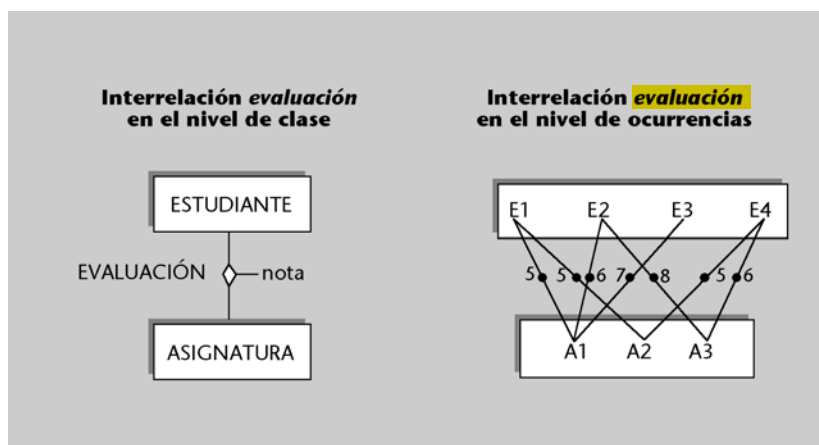 Interrelación evaluación
en el nivel de clase
ESTUDIANTE
EVALUACIÓN
nota
ASIGNATURA
Interrelación evaluación
en el nivel de ocurrencias
E1 E2 E3 E4
5 5 6 7 8 5 6
A1 A2 A3